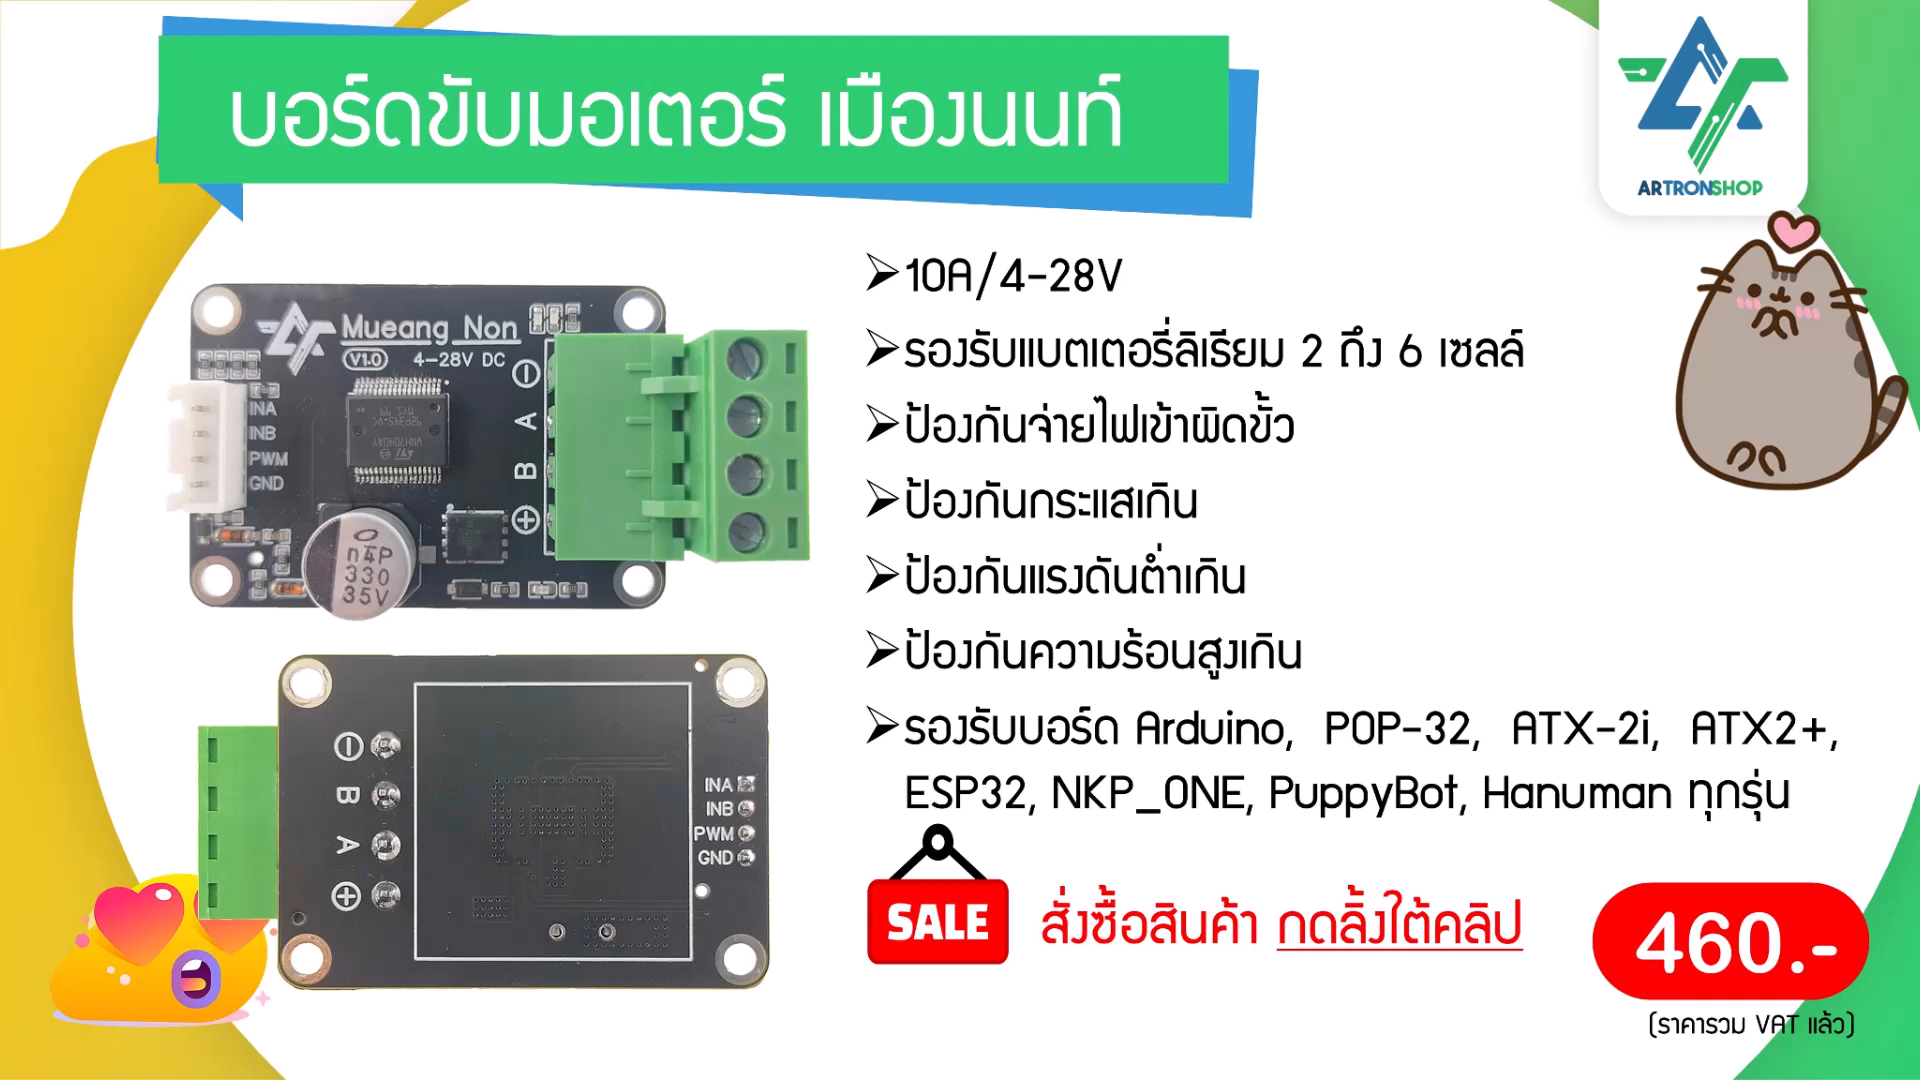 บอร์ดขับมอเตอร์ เมืองนนท์
ARTRONSHOP
10A/4-28V
รองรับแบตเตอรี่ลิเธียม 2 ถึง 6 เซลล์
ป้องกันจ่ายไฟเข้าผิดขั้ว
ป้องกันกระแสเกิน
ป้องกันแรงดันต่ำเกิน
ป้องกันความร้อนสูงเกิน
รองรับบอร์ด Arduino, POP-32, ATX-2i, ATX2+,
ESP32, NKP_ONE, PuppyBot, Hanuman ทุกรุ่น
SALE
สั่งซื้อสินค้า กดลิ้งใต้คลิป
460.-
(ราคารวม VAT แล้ว)
Mueang Non
V1.0 4-28V DC
INA
INB
PWM
GND
A
B
VNH7040AY
n4P
330
35V
B
A
INA
INB
PWM
GND